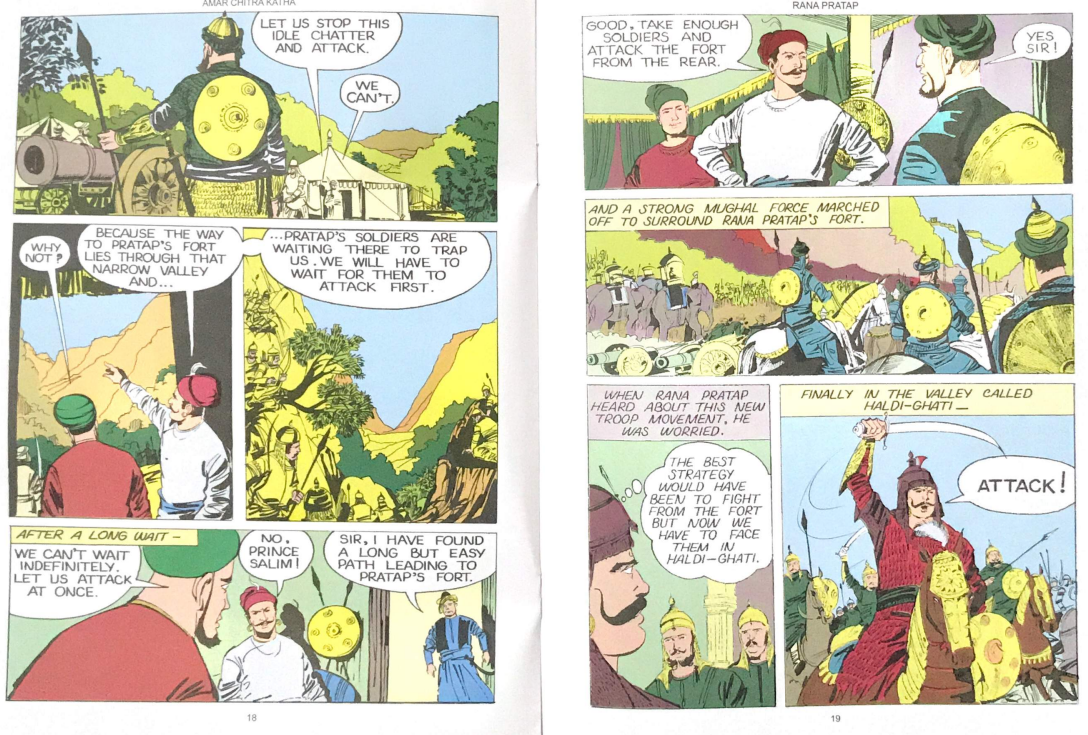 AMAR CHITRA KATHA
LET US STOP THIS
IDLE CHATTER
AND ATTACK.
WE
CAN'T.
WHY
NOT?
BECAUSE THE WAY
TO PRATAP'S FORT
LIES THROUGH THAT
NARROW VALLEY
AND...
...PRATAP'S SOLDIERS ARE
WAITING THERE TO TRAP
US. WE WILL HAVE TO
WAIT FOR THEM TO
ATTACK FIRST.
AFTER A LONG WAIT —
WE CAN'T WAIT
INDEFINITELY.
LET US ATTACK
AT ONCE.
NO,
PRINCE
SALIM!
SIR, I HAVE FOUND
A LONG BUT EASY
PATH LEADING TO
PRATAP'S FORT.
18
RANA PRATAP
GOOD, TAKE ENOUGH
SOLDIERS AND
ATTACK THE FORT
FROM THE REAR.
YES
SIR!
AND A STRONG MUGHAL FORCE MARCHED
OFF TO SURROUND RANA PRATAP'S FORT.
WHEN RANA PRATAP
HEARD ABOUT THIS NEW
TROOP MOVEMENT, HE
WAS WORRIED.
THE BEST
STRATEGY
WOULD HAVE
BEEN TO FIGHT
FROM THE FORT
BUT NOW WE
HAVE TO FACE
THEM IN
HALDI-GHATI.
FINALLY IN THE VALLEY CALLED
HALDI-GHATI —
ATTACK!
19